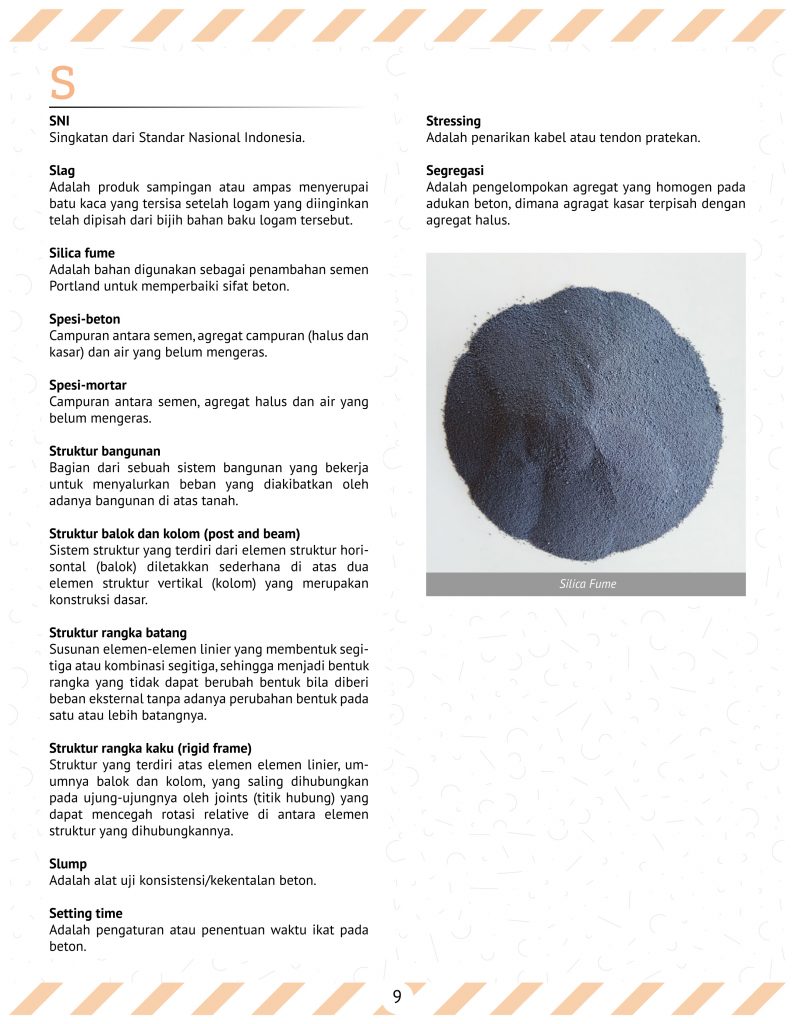 S
SNI
Singkatan dari Standar Nasional Indonesia.
Slag
Adalah produk sampingan atau ampas menyerupai
batu kaca yang tersisa setelah logam yang diinginkan
telah dipisah dari bijih bahan baku logam tersebut.
Silica fume
Adalah bahan digunakan sebagai penambahan semen
Portland untuk memperbaiki sifat beton.
Spesi-beton
Campuran antara semen, agregat campuran (halus dan
kasar) dan air yang belum mengeras.
Spesi-mortar
Campuran antara semen, agregat halus dan air yang
belum mengeras.
Struktur bangunan
Bagian dari sebuah sistem bangunan yang bekerja
untuk menyalurkan beban yang diakibatkan oleh
adanya bangunan di atas tanah.
Struktur balok dan kolom (post and beam)
Sistem struktur yang terdiri dari elemen struktur hori-
sontal (balok) diletakkan sederhana di atas dua
elemen struktur vertikal (kolom) yang merupakan
konstruksi dasar.
Struktur rangka batang
Susunan elemen-elemen linier yang membentuk segi-
tiga atau kombinasi segitiga, sehingga menjadi bentuk
rangka yang tidak dapat berubah bentuk bila diberi
beban eksternal tanpa adanya perubahan bentuk pada
satu atau lebih batangnya.
Struktur rangka kaku (rigid frame)
Struktur yang terdiri atas elemen elemen linier, um-
umnya balok dan kolom, yang saling dihubungkan
pada ujung-ujungnya oleh joints (titik hubung) yang
dapat mencegah rotasi relative di antara elemen
struktur yang dihubungkannya.
Slump
Adalah alat uji konsistensi/kekentalan beton.
Setting time
Adalah pengaturan atau penentuan waktu ikat pada
beton.
Stressing
Adalah penarikan kabel atau tendon pratekan.
Segregasi
Adalah pengelompokan agregat yang homogen pada
adukan beton, dimana agragat kasar terpisah dengan
agregat halus.
Silica Fume
9